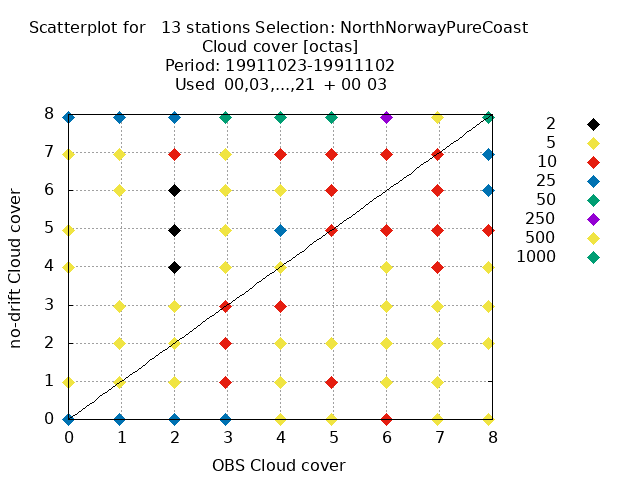 Scatterplot for   13 stations Selection: NorthNorwayPureCoast
Cloud cover [octas]
Period: 19911023-19911102
Used  00,03,...,21  + 00 03
no-drift Cloud cover
8
7
6
5
4
3
2
1
0
0 1 2 3 4 5 6 7 8
OBS Cloud cover
2
5
10
25
50
250
500
1000